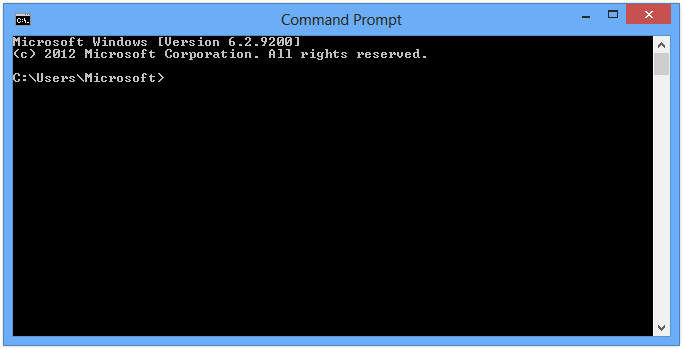 Command Prompt
Microsoft Windows [Version 6.2.9200]
(c) 2012 Microsoft Corporation. All rights reserved.
C:\Users\Microsoft>